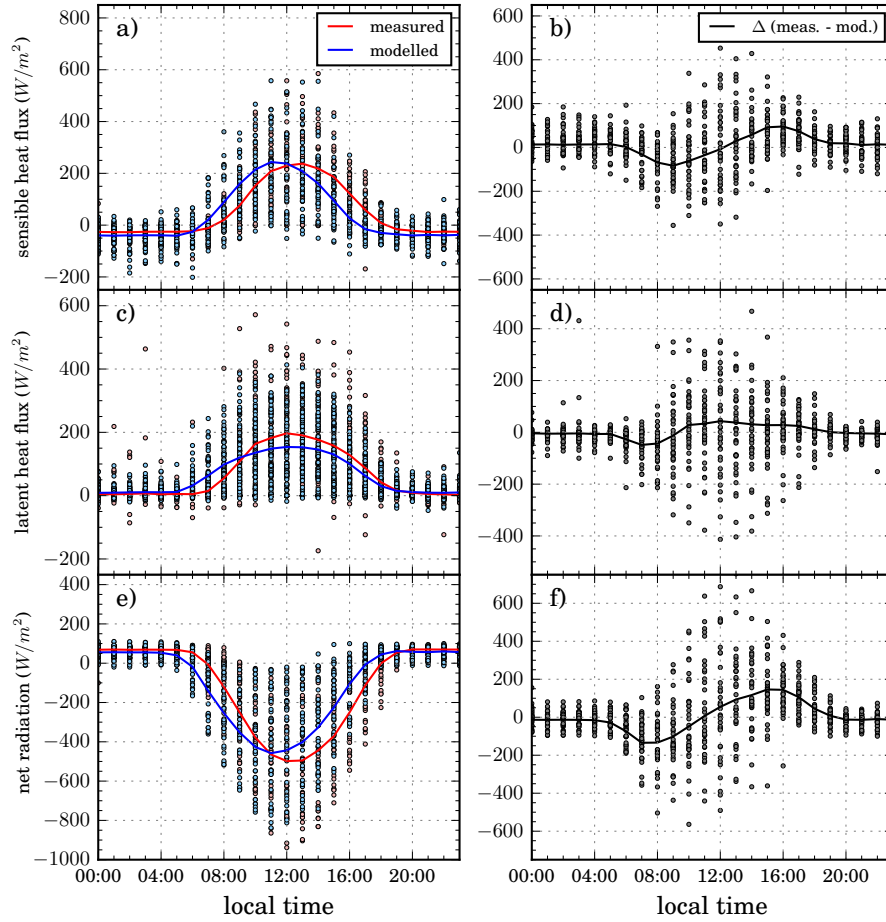 a)
measured
modelled
b)
Δ (meas. - mod.)
sensible heat flux (W/m²)
800
600
400
200
0
−200
600
400
200
0
−200
−400
−600
c)
d)
latent heat flux (W/m²)
600
400
200
0
−200
400
200
0
−200
−400
e)
f)
net radiation (W/m²)
400
200
0
−200
−400
−600
−800
−1000
600
400
200
0
−200
−400
−600
00:00 04:00 08:00 12:00 16:00 20:00
00:00 04:00 08:00 12:00 16:00 20:00
local time
local time